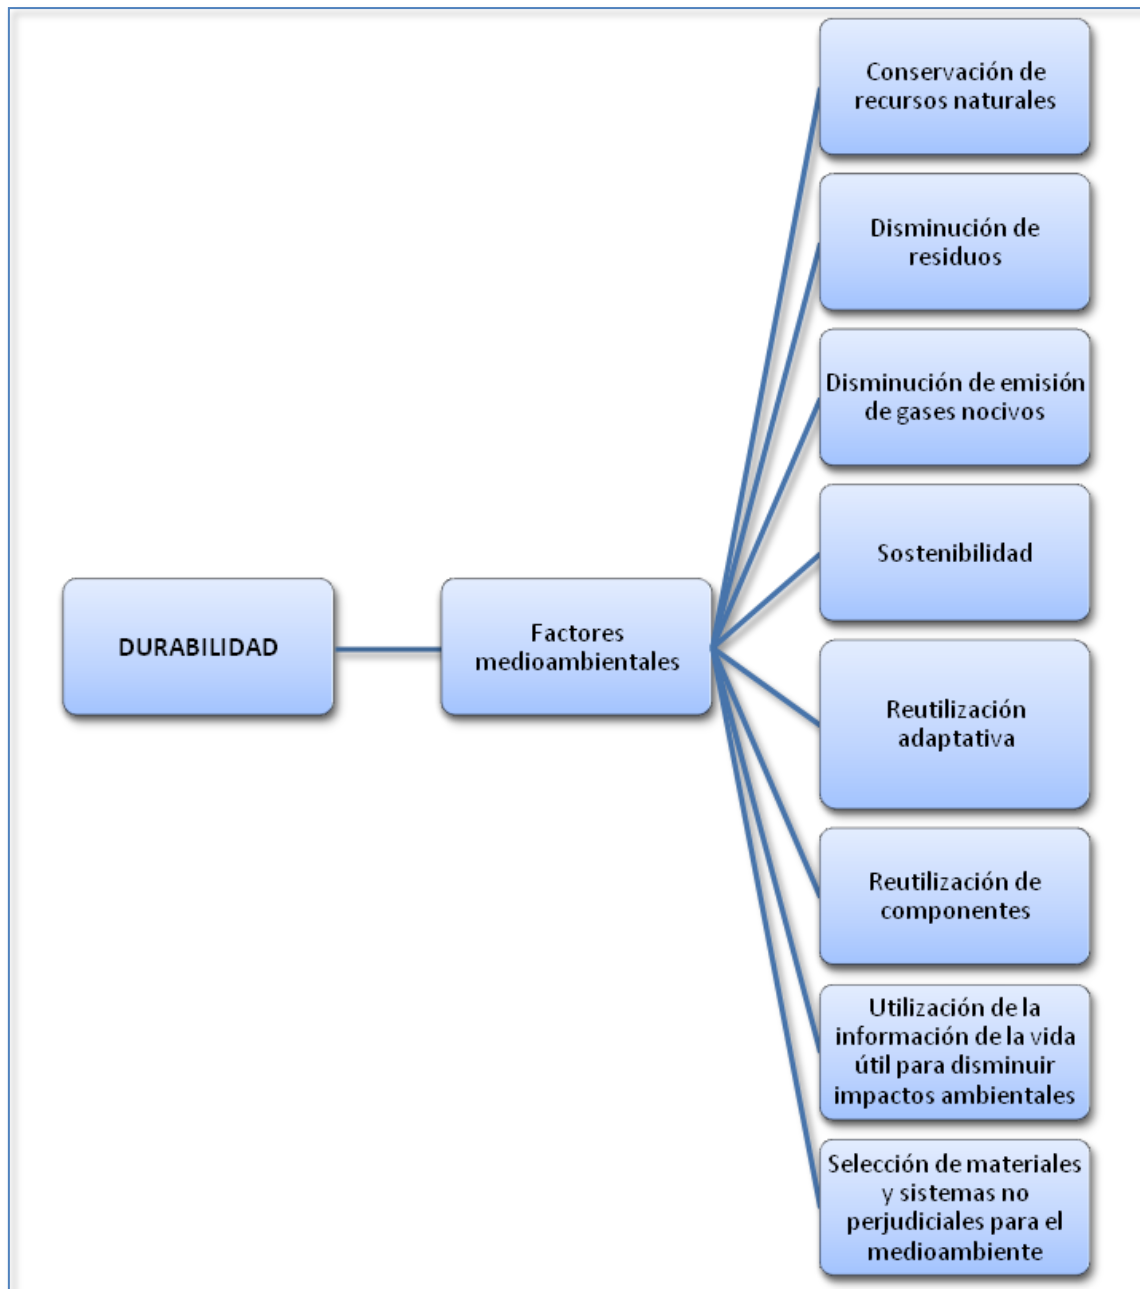 Conservación de
recursos naturales
Disminución de
residuos
Disminución de emisión
de gases nocivos
Sostenibilidad
DURABILIDAD
Factores
medioambientales
Reutilización
adaptativa
Reutilización de
componentes
Utilización de la
información de la vida
útil para disminuir
impactos ambientales
Selección de materiales
y sistemas no
perjudiciales para el
medioambiente